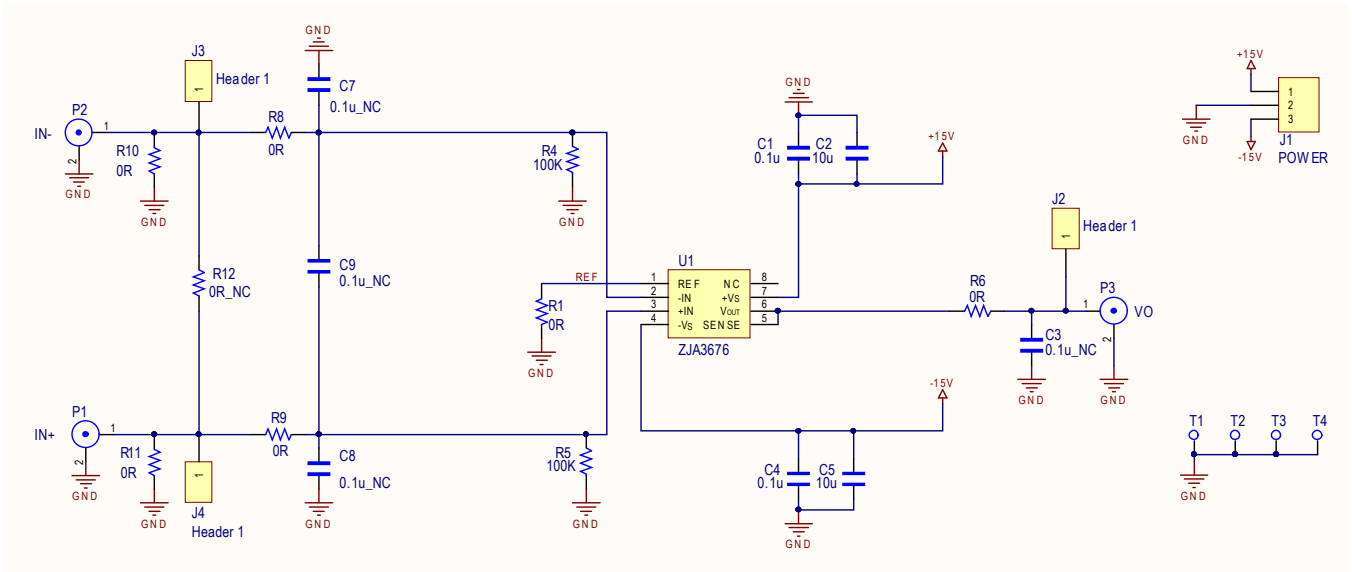 GND
J3
Header 1
1
C7
0.1u_NC
P2
IN-
1
2
GND
R10
0R
GND
R8
0R
R4
100K
GND
GND
C1
0.1u
C2
10u
+15V
+15V
GND
-15V
1
2
3
J1
POWER
J2
Header 1
1
R12
0R_NC
C9
0.1u_NC
REF
R1
0R
GND
U1
1
2
3
4
REF
-IN
+IN
-Vs
NC
+Vs
VOUT
SENSE
8
7
6
5
ZJA3676
R6
0R
C3
0.1u_NC
GND
P3
1
2
VO
GND
-15V
P1
IN+
1
2
GND
R11
0R
GND
1
J4
Header 1
R9
0R
C8
0.1u_NC
GND
R5
100K
GND
C4
0.1u
C5
10u
GND
T1
T2
T3
T4
GND